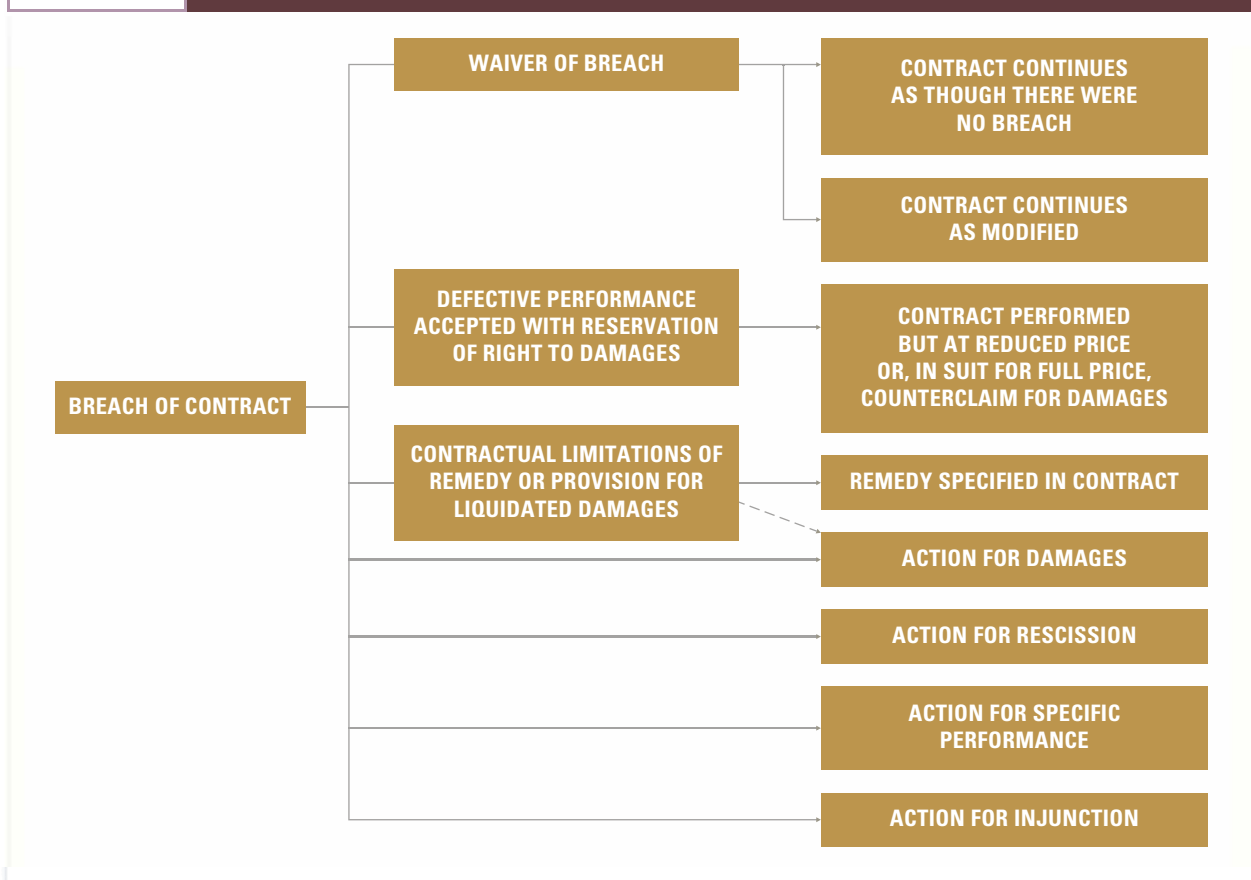 BREACH OF CONTRACT
WAIVER OF BREACH
CONTRACT CONTINUES
AS THOUGH THERE WERE
NO BREACH
CONTRACT CONTINUES
AS MODIFIED
DEFECTIVE PERFORMANCE
ACCEPTED WITH RESERVATION
OF RIGHT TO DAMAGES
CONTRACT PERFORMED
BUT AT REDUCED PRICE
OR, IN SUIT FOR FULL PRICE,
COUNTERCLAIM FOR DAMAGES
CONTRACTUAL LIMITATIONS OF
REMEDY OR PROVISION FOR
LIQUIDATED DAMAGES
REMEDY SPECIFIED IN CONTRACT
ACTION FOR DAMAGES
ACTION FOR RESCISSION
ACTION FOR SPECIFIC
PERFORMANCE
ACTION FOR INJUNCTION